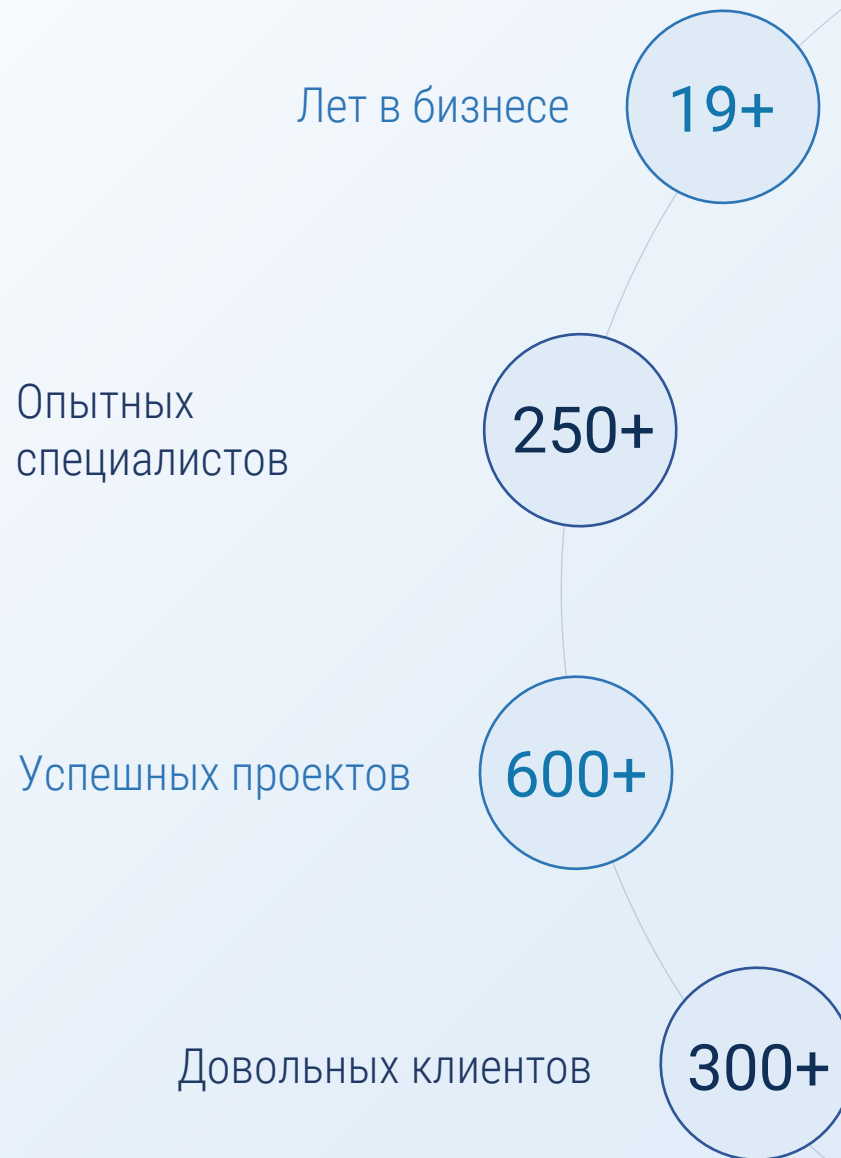 Лет в бизнесе
19+
Опытных
специалистов
250+
Успешных проектов
600+
Довольных клиентов
300+